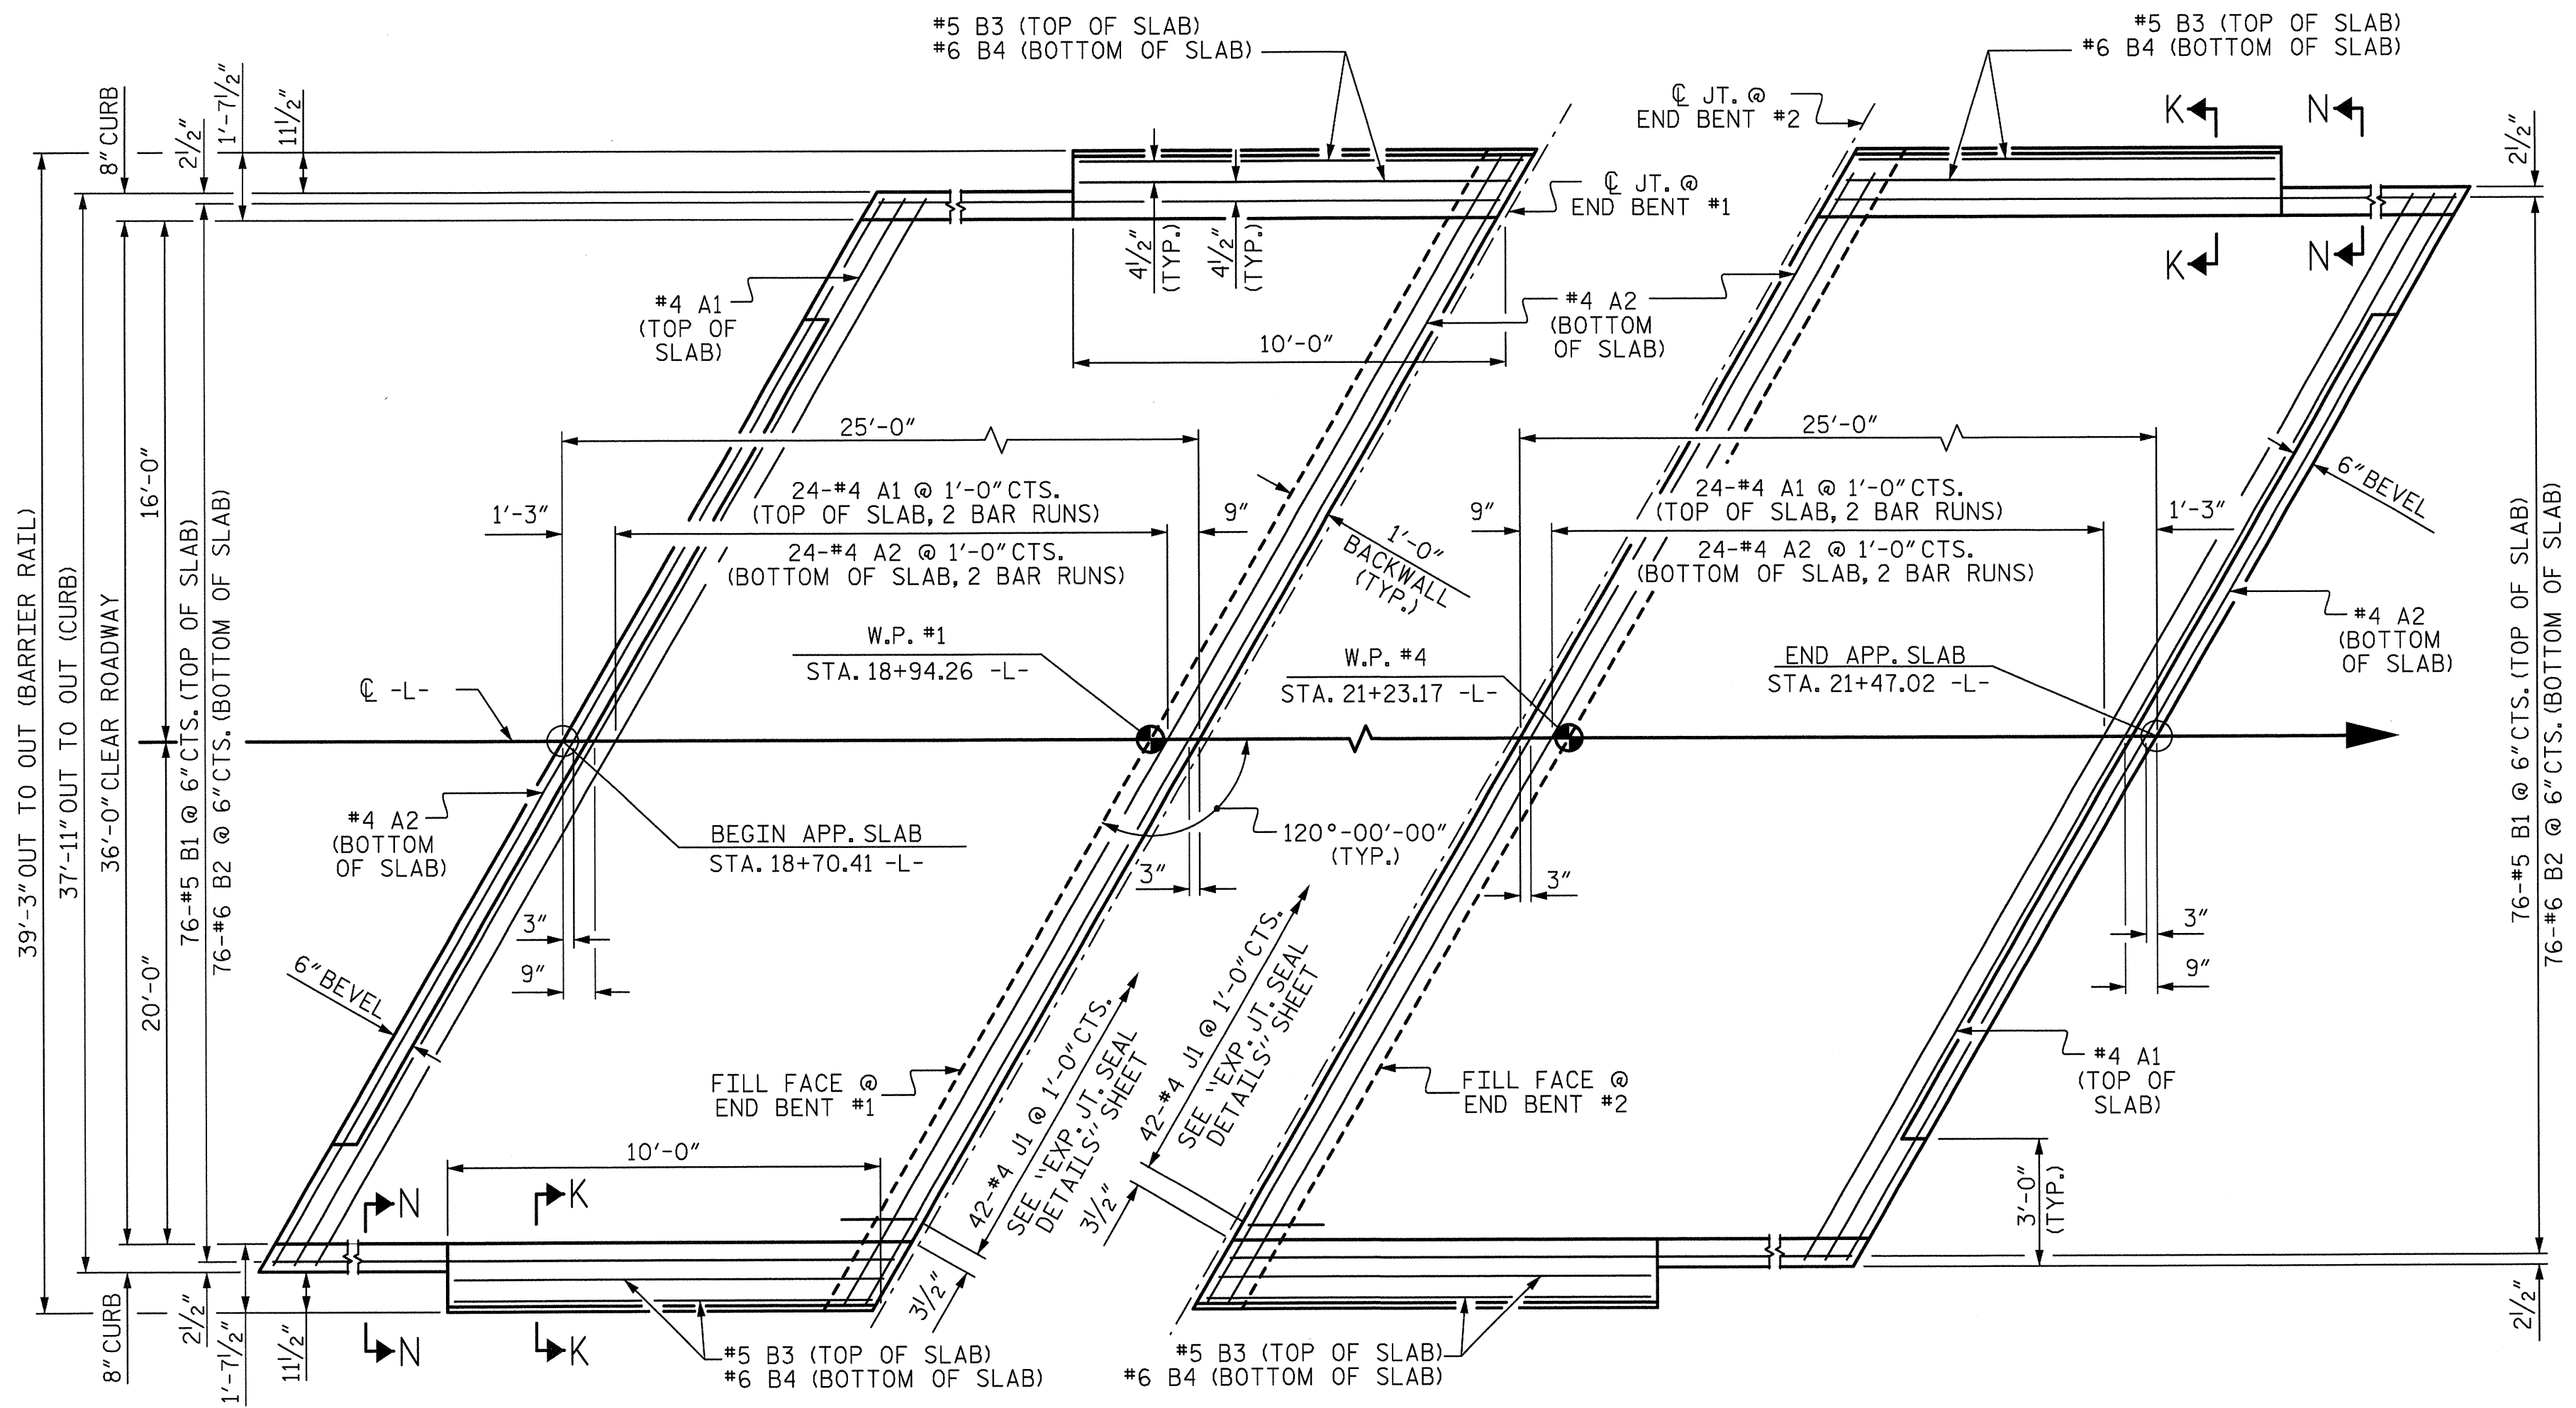 #5 B3 (TOP OF SLAB)
#6 B4 (BOTTOM OF SLAB)
#5 B3 (TOP OF SLAB)
#6 B4 (BOTTOM OF SLAB)
℄ JT. @
END BENT #2
℄ JT. @
END BENT #1
K
N
K
N
8" CURB
2½"
1'-7½"
11½"
2½"
4½"
(TYP.)
4½"
(TYP.)
#4 A1
(TOP OF
SLAB)
#4 A2
(BOTTOM
OF SLAB)
10'-0"
25'-0"
25'-0"
16'-0"
24-#4 A1 @ 1'-0" CTS.
(TOP OF SLAB, 2 BAR RUNS)
24-#4 A2 @ 1'-0" CTS.
(BOTTOM OF SLAB, 2 BAR RUNS)
1'-3"
9"
9"
24-#4 A1 @ 1'-0" CTS.
(TOP OF SLAB, 2 BAR RUNS)
24-#4 A2 @ 1'-0" CTS.
(BOTTOM OF SLAB, 2 BAR RUNS)
1'-3"
6" BEVEL
1'-0"
BACKWALL
(TYP.)
39'-3" OUT TO OUT (BARRIER RAIL)
37'-11" OUT TO OUT (CURB)
36'-0" CLEAR ROADWAY
76-#5 B1 @ 6" CTS. (TOP OF SLAB)
76-#6 B2 @ 6" CTS. (BOTTOM OF SLAB)
76-#5 B1 @ 6" CTS. (TOP OF SLAB)
76-#6 B2 @ 6" CTS. (BOTTOM OF SLAB)
W.P. #1
STA. 18+94.26 -L-
W.P. #4
STA. 21+23.17 -L-
END APP. SLAB
STA. 21+47.02 -L-
#4 A2
(BOTTOM
OF SLAB)
℄ -L-
#4 A2
(BOTTOM
OF SLAB)
BEGIN APP. SLAB
STA. 18+70.41 -L-
120°-00'-00"
(TYP.)
3"
3"
3"
9"
3"
9"
20'-0"
6" BEVEL
FILL FACE @
END BENT #1
42-#4 J1 @ 1'-0" CTS.
SEE "EXP. JT. SEAL
DETAILS" SHEET
3½"
42-#4 J1 @ 1'-0" CTS.
SEE "EXP. JT. SEAL
DETAILS" SHEET
3½"
FILL FACE @
END BENT #2
#4 A1
(TOP OF
SLAB)
3'-0"
(TYP.)
10'-0"
N
K
N
K
8" CURB
2½"
1'-7½"
11½"
2½"
#5 B3 (TOP OF SLAB)
#6 B4 (BOTTOM OF SLAB)
#5 B3 (TOP OF SLAB)
#6 B4 (BOTTOM OF SLAB)